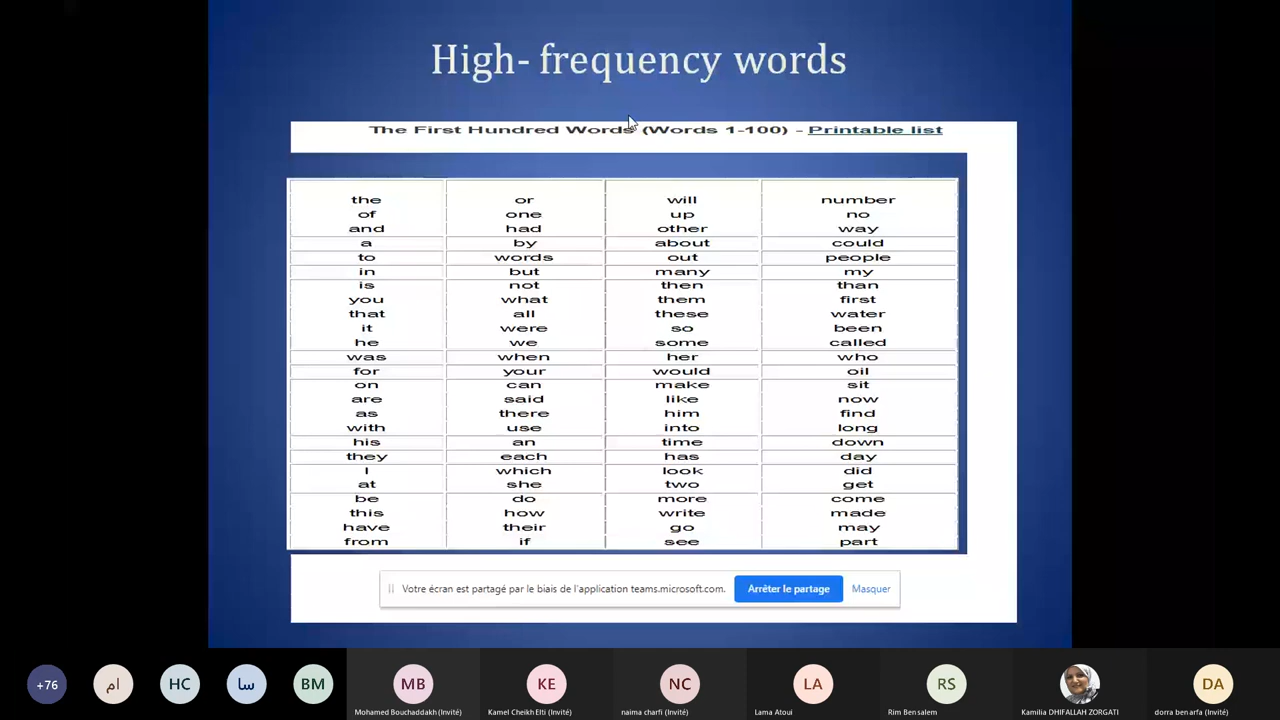 High- frequency words
The First Hundred Words (Words 1-100) - Printable list
the or will number
of one up no
and had other way
a by about could
to words out people
in but many my
is not then than
you what them first
that all these water
it were so been
he we some called
was when her who
for your would oil
on can make sit
are said like now
as there him find
with use into long
his an time down
they each has day
I which look did
at she two get
be do more come
this how write made
have their go may
from if see part
Votre écran est partagé par le biais de l'application teams.microsoft.com. Arrêter le partage Masquer
+76 ام HC سا BM MB KE NC LA RS DA
Mohamed Bouchaddakh (Invité) Kamel Cheikh Elti (Invité) naima charfi (Invité) Lama Atoui Rim Ben salem Kamilia DHIFALLAH ZORGATI dorra ben arfa (Invité)